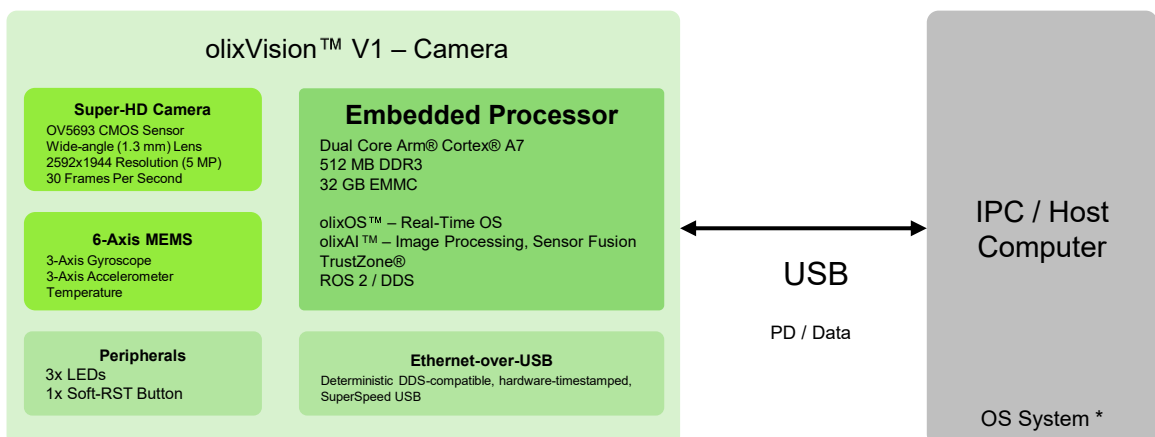 olixVision™ V1 – Camera
Super-HD Camera
OV5693 CMOS Sensor
Wide-angle (1.3 mm) Lens
2592x1944 Resolution (5 MP)
30 Frames Per Second
6-Axis MEMS
3-Axis Gyroscope
3-Axis Accelerometer
Temperature
Peripherals
3x LEDs
1x Soft-RST Button
Embedded Processor
Dual Core Arm® Cortex® A7
512 MB DDR3
32 GB EMMC
olixOS™ – Real-Time OS
olixAI™ – Image Processing, Sensor Fusion
TrustZone®
ROS 2 / DDS
Ethernet-over-USB
Deterministic DDS-compatible, hardware-timestamped,
SuperSpeed USB
USB
PD / Data
IPC / Host
Computer
OS System *